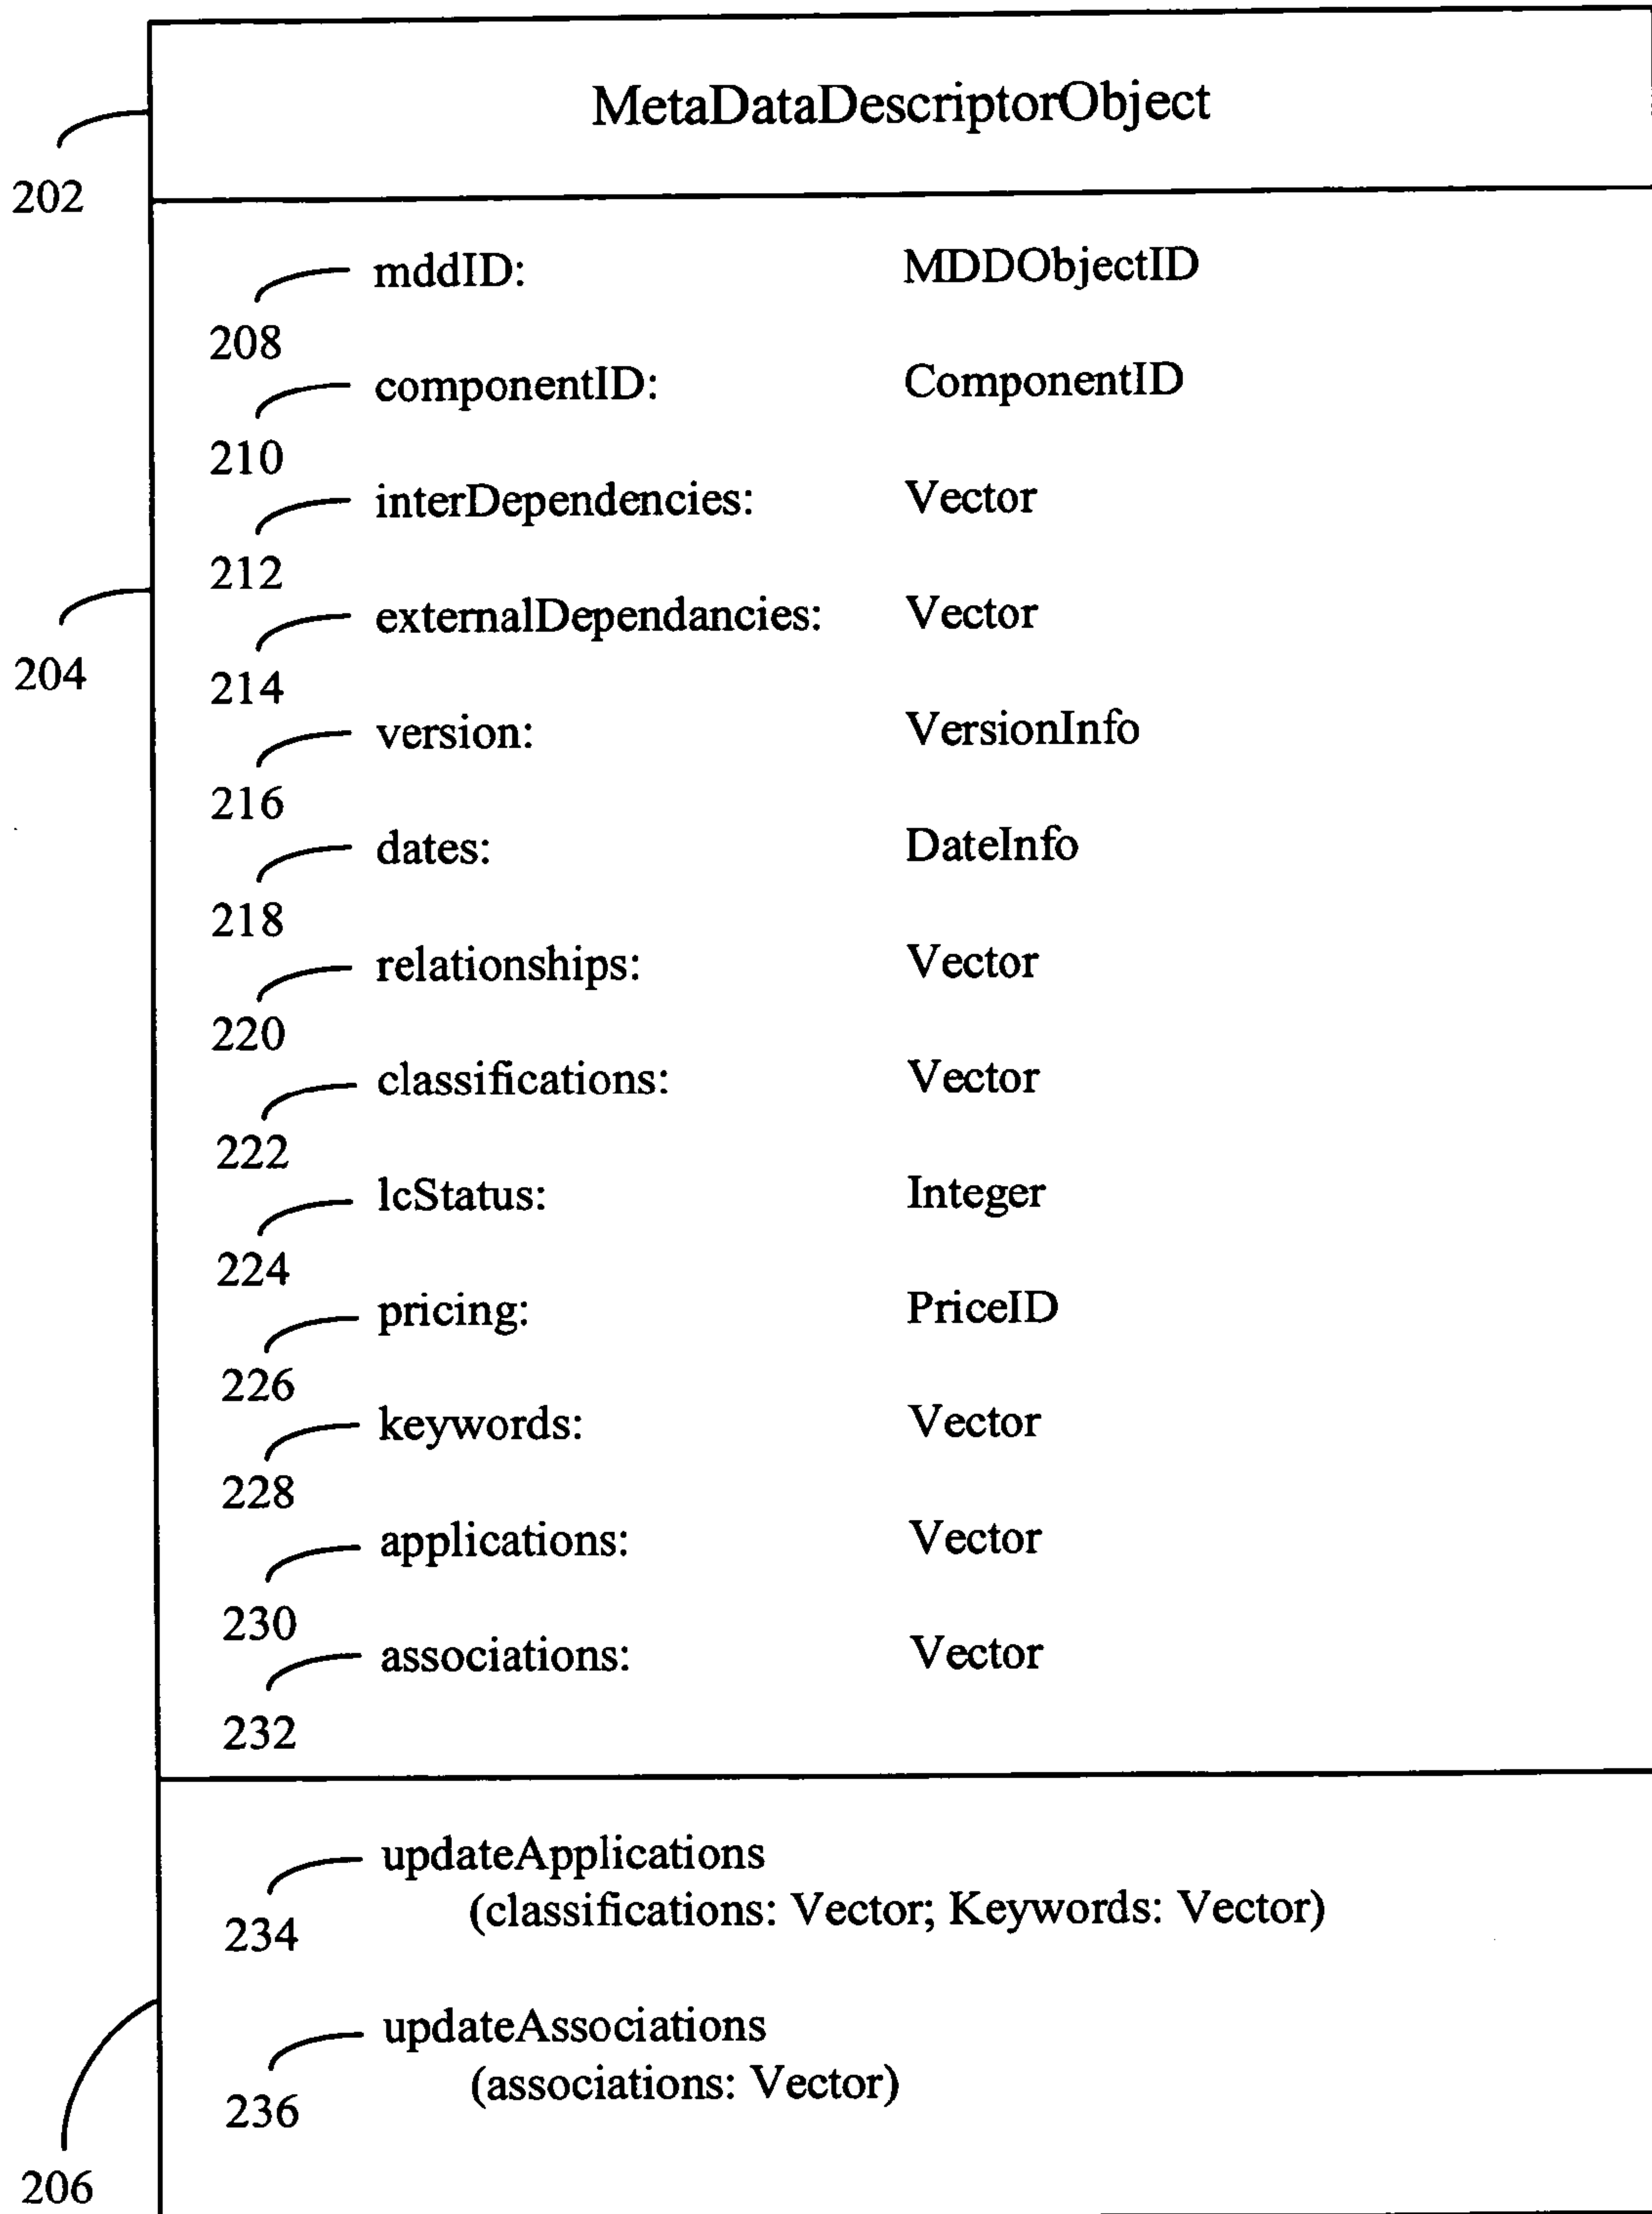 MetaDataDescriptorObject
202
mddID: MDDObjectID
208
componentID: ComponentID
210
interDependencies: Vector
212
externalDependancies: Vector
204
214
version: VersionInfo
216
dates: DateInfo
218
relationships: Vector
220
classifications: Vector
222
lcStatus: Integer
224
pricing: PriceID
226
keywords: Vector
228
applications: Vector
230
associations: Vector
232
updateApplications
(classifications: Vector; Keywords: Vector)
234
updateAssociations
(associations: Vector)
236
206